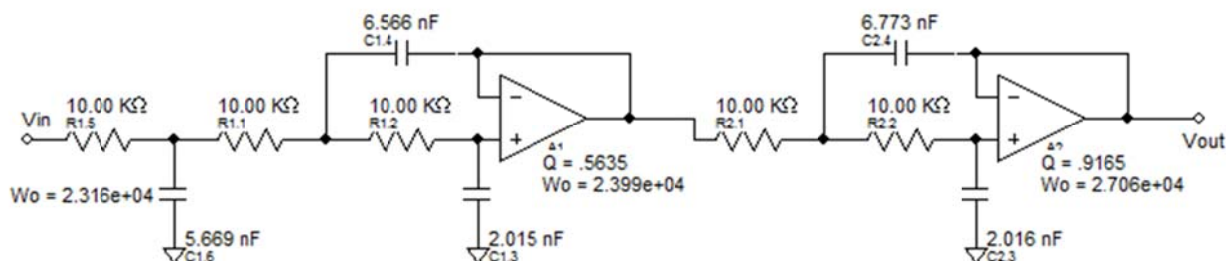 6.566 nF
C1.4
6.773 nF
C2.4
Vin
10.00 KΩ
R1.5
10.00 KΩ
R1.1
10.00 KΩ
R1.2
10.00 KΩ
R2.1
10.00 KΩ
R2.2
−
+
−
+
A1
Q = .5635
Wo = 2.399e+04
Q = .9165
Wo = 2.706e+04
Vout
Wo = 2.316e+04
5.669 nF
C1.6
2.015 nF
C1.3
2.016 nF
C2.3